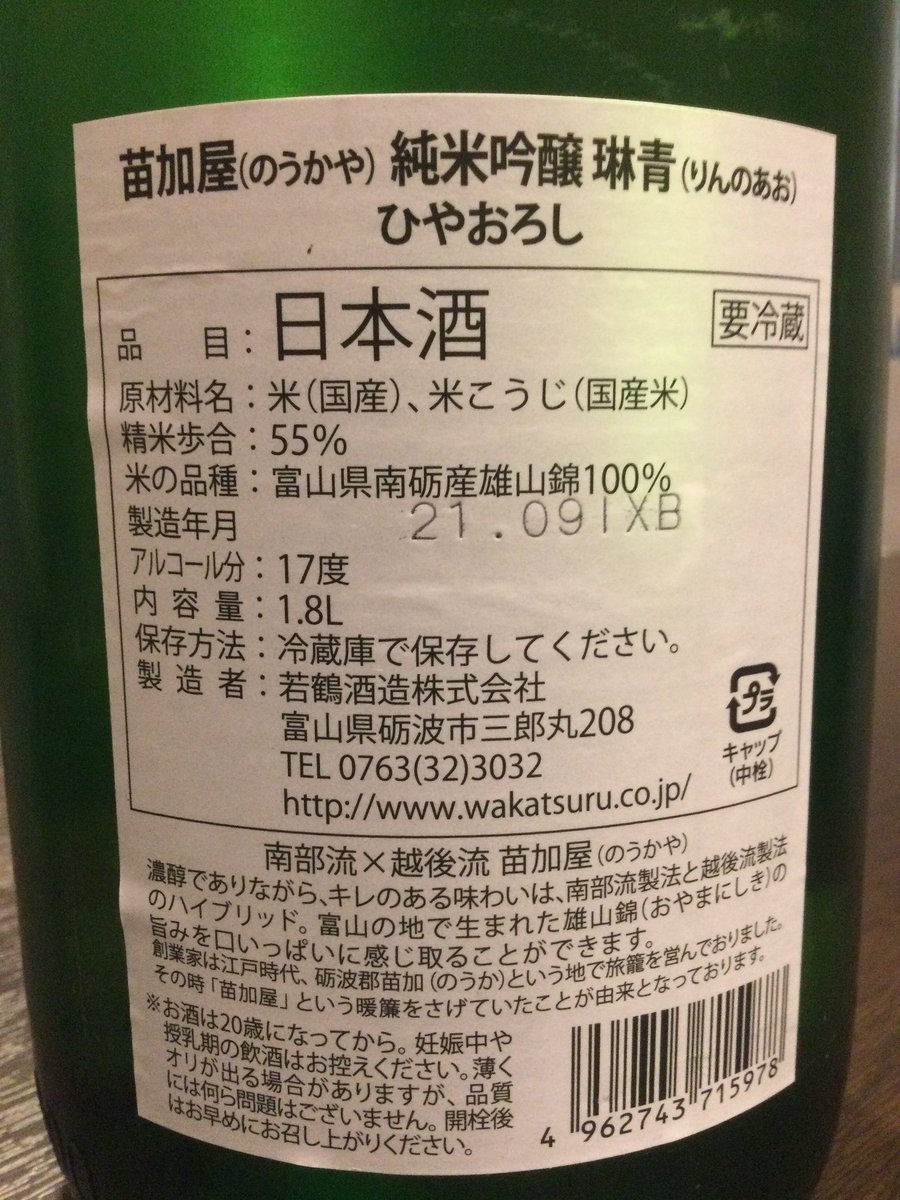 苗加屋(のうかや) 純米吟醸 琳青(りんのあお)
ひやおろし
品目：日本酒
要冷蔵
原材料名：米(国産)、米こうじ(国産米)
精米歩合：55%
米の品種：富山県南砺産雄山錦100%
製造年月 21.09IXB
アルコール分：17度
内容量：1.8L
保存方法：冷蔵庫で保存してください。
製造者：若鶴酒造株式会社
富山県砺波市三郎丸208
TEL 0763(32)3032
http://www.wakatsuru.co.jp/
プラ
キャップ
(中栓)
南部流×越後流 苗加屋(のうかや)
濃醇でありながら、キレのある味わいは、南部流製法と越後流製法
のハイブリッド。富山の地で生まれた雄山錦(おやまにしき)の
旨みを口いっぱいに感じ取ることができます。
創業家は江戸時代、砺波郡苗加(のうか)という地で旅籠を営んでおりました。
その時「苗加屋」という暖簾をさげていたことが由来となっております。
※お酒は20歳になってから。妊娠中や
授乳期の飲酒はお控えください。薄く
オリが出る場合がありますが、品質
には何ら問題はございません。開栓後
はお早めにお召し上がりください。
4 962743 715978